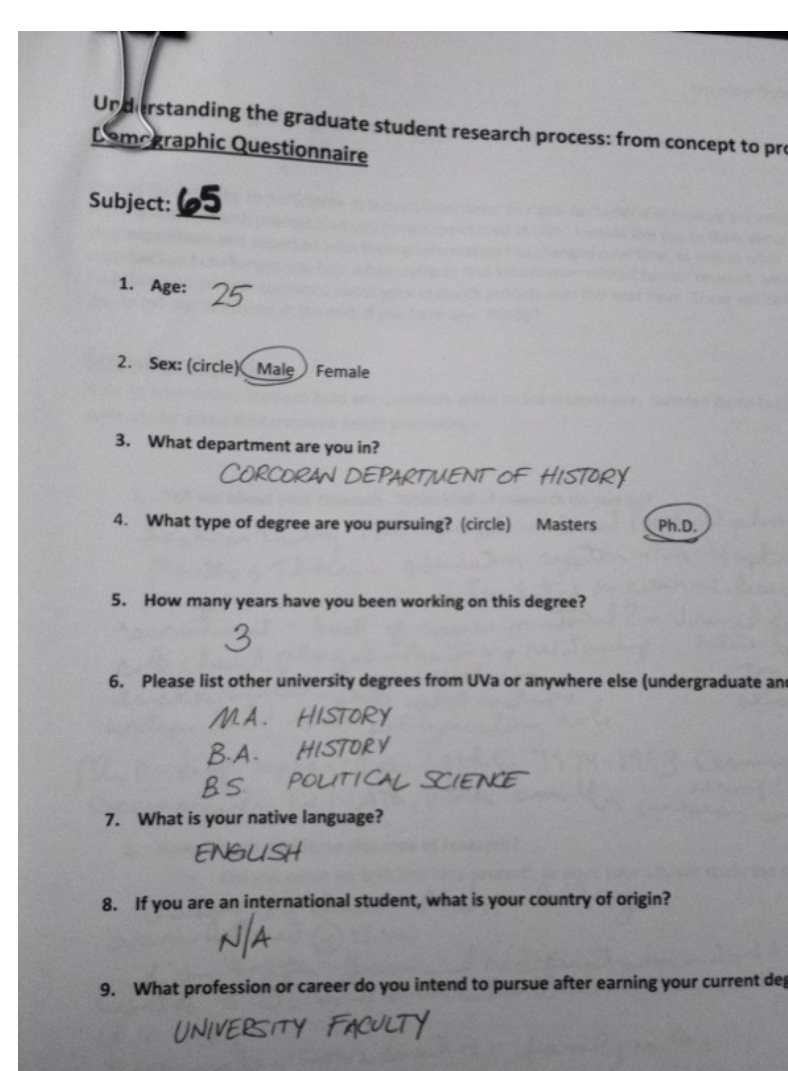 Understanding the graduate student research process: from concept to pro
Demographic Questionnaire
Subject: 65
1. Age: 25
2. Sex: (circle) Male Female
3. What department are you in?
CORCORAN DEPARTMENT OF HISTORY
4. What type of degree are you pursuing? (circle) Masters Ph.D.
5. How many years have you been working on this degree?
3
6. Please list other university degrees from UVa or anywhere else (undergraduate and
M.A. HISTORY
B.A. HISTORY
B.S. POLITICAL SCIENCE
7. What is your native language?
ENGLISH
8. If you are an international student, what is your country of origin?
N/A
9. What profession or career do you intend to pursue after earning your current deg
UNIVERSITY FACULTY